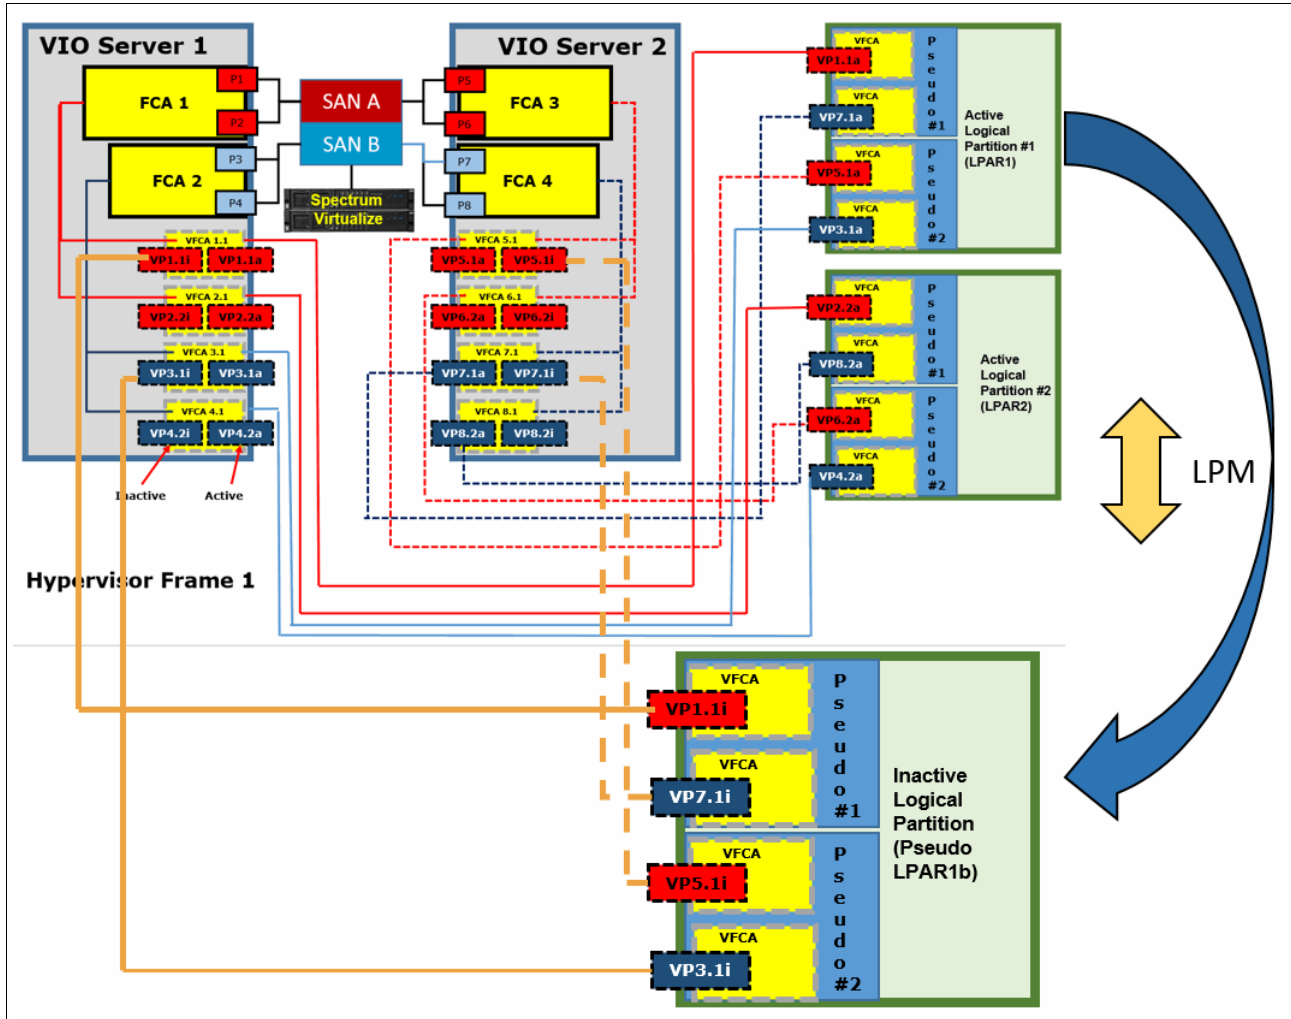 VIO Server 1
FCA 1
P1
P2
FCA 2
P3
P4
SAN A
SAN B
Spectrum
Virtualize
VIO Server 2
P5
P6
FCA 3
P7
P8
FCA 4
VFCA 1.1
VP1.1i
VP1.1a
VFCA 2.1
VP2.2i
VP2.2a
VFCA 3.1
VP3.1i
VP3.1a
VFCA 4.1
VP4.2i
VP4.2a
Inactive
Active
VFCA 5.1
VP5.1a
VP5.1i
VFCA 6.1
VP6.2a
VP6.2i
VFCA 7.1
VP7.1a
VP7.1i
VFCA 8.1
VP8.2a
VP8.2i
Hypervisor Frame 1
VFCA
VP1.1a
VFCA
VP7.1a
Pseudo
#1
VFCA
VP5.1a
VFCA
VP3.1a
Pseudo
#2
Active
Logical
Partition #1
(LPAR1)
VFCA
VP2.2a
VFCA
VP8.2a
Pseudo
#1
VFCA
VP6.2a
VFCA
VP4.2a
Pseudo
#2
Active
Logical
Partition #2
(LPAR2)
LPM
VFCA
VP1.1i
VFCA
VP7.1i
Pseudo
#1
VFCA
VP5.1i
VFCA
VP3.1i
Pseudo
#2
Inactive
Logical
Partition
(Pseudo
LPAR1b)